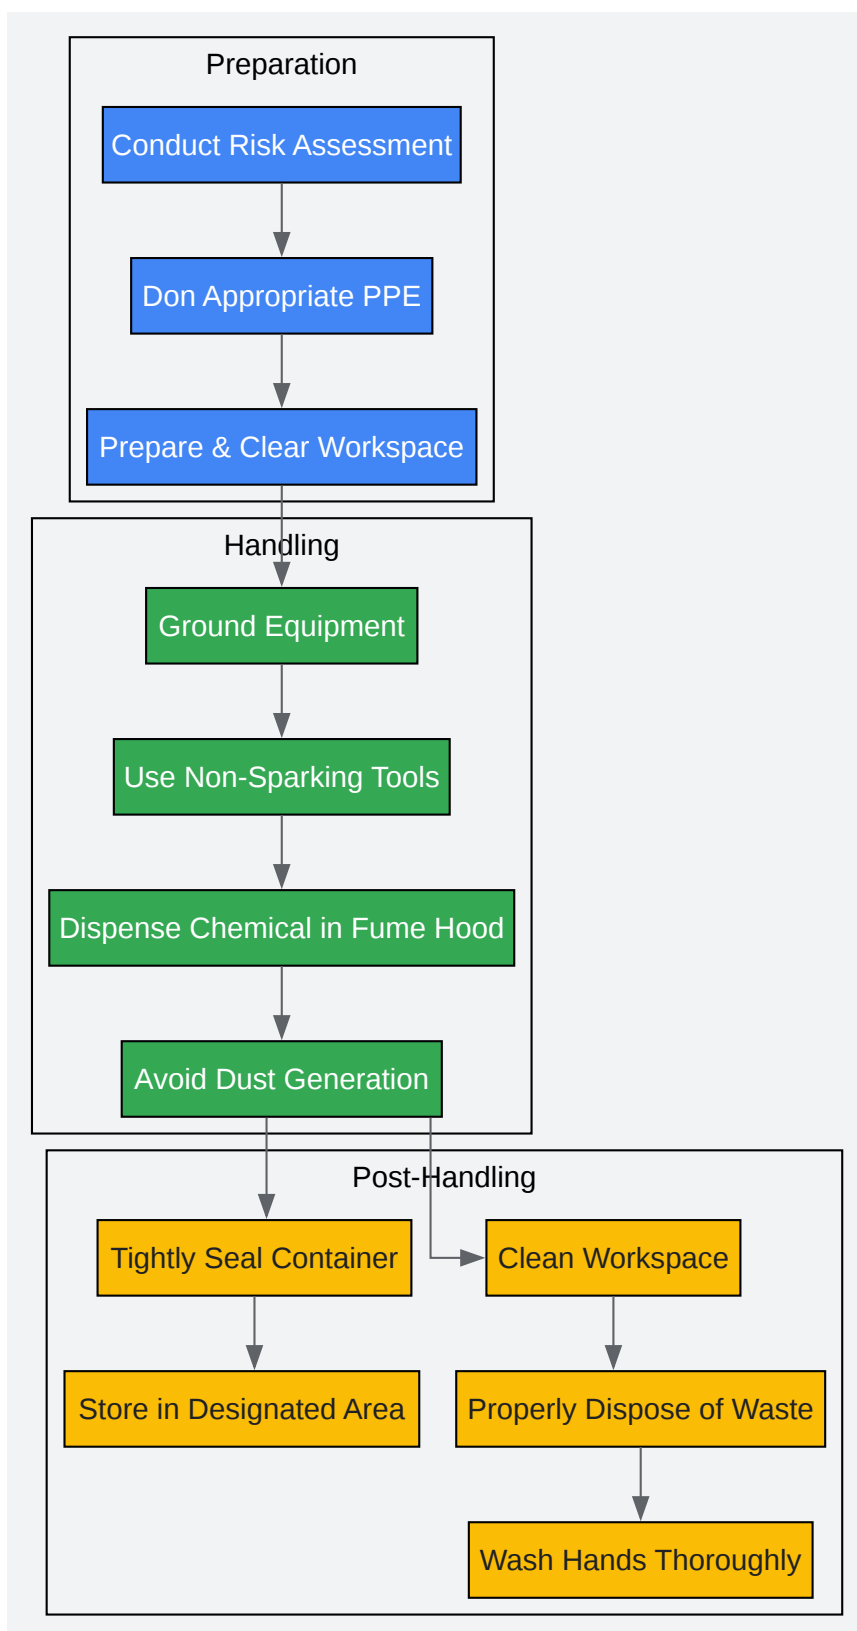 Preparation
Conduct Risk Assessment
Don Appropriate PPE
Prepare & Clear Workspace
Handling
Ground Equipment
Use Non-Sparking Tools
Dispense Chemical in Fume Hood
Avoid Dust Generation
Post-Handling
Tightly Seal Container
Clean Workspace
Store in Designated Area
Properly Dispose of Waste
Wash Hands Thoroughly